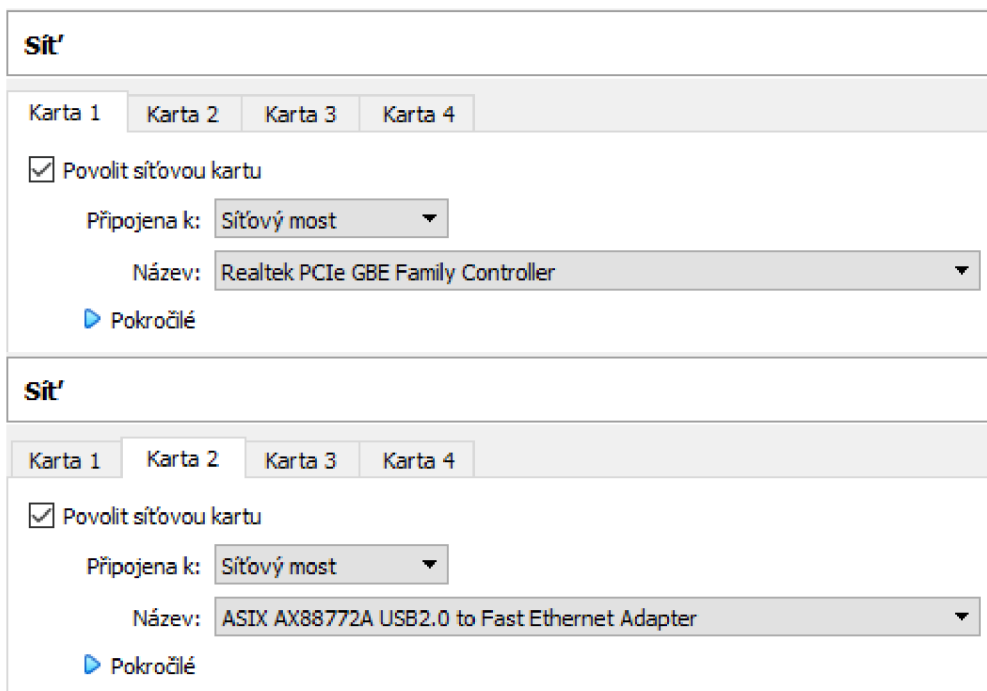 Síť
Karta 1 Karta 2 Karta 3 Karta 4
Povolit síťovou kartu
Připojena k: Síťový most
Název: Realtek PCIe GBE Family Controller
Pokročilé
Síť
Karta 1 Karta 2 Karta 3 Karta 4
Povolit síťovou kartu
Připojena k: Síťový most
Název: ASIX AX88772A USB2.0 to Fast Ethernet Adapter
Pokročilé